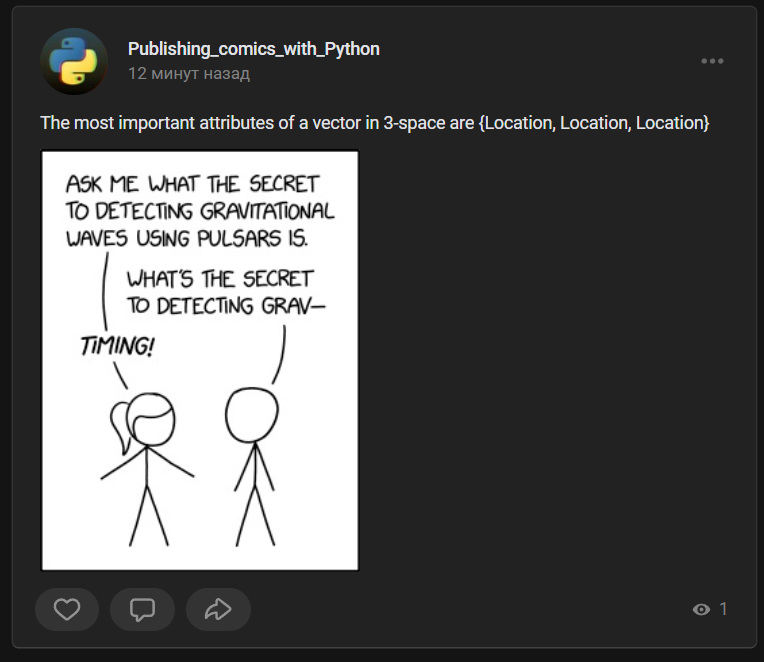 Publishing_comics_with_Python
12 минут назад
The most important attributes of a vector in 3-space are {Location, Location, Location}
ASK ME WHAT THE SECRET
TO DETECTING GRAVITATIONAL
WAVES USING PULSARS IS.
WHAT'S THE SECRET
TO DETECTING GRAV—
TIMING!
1